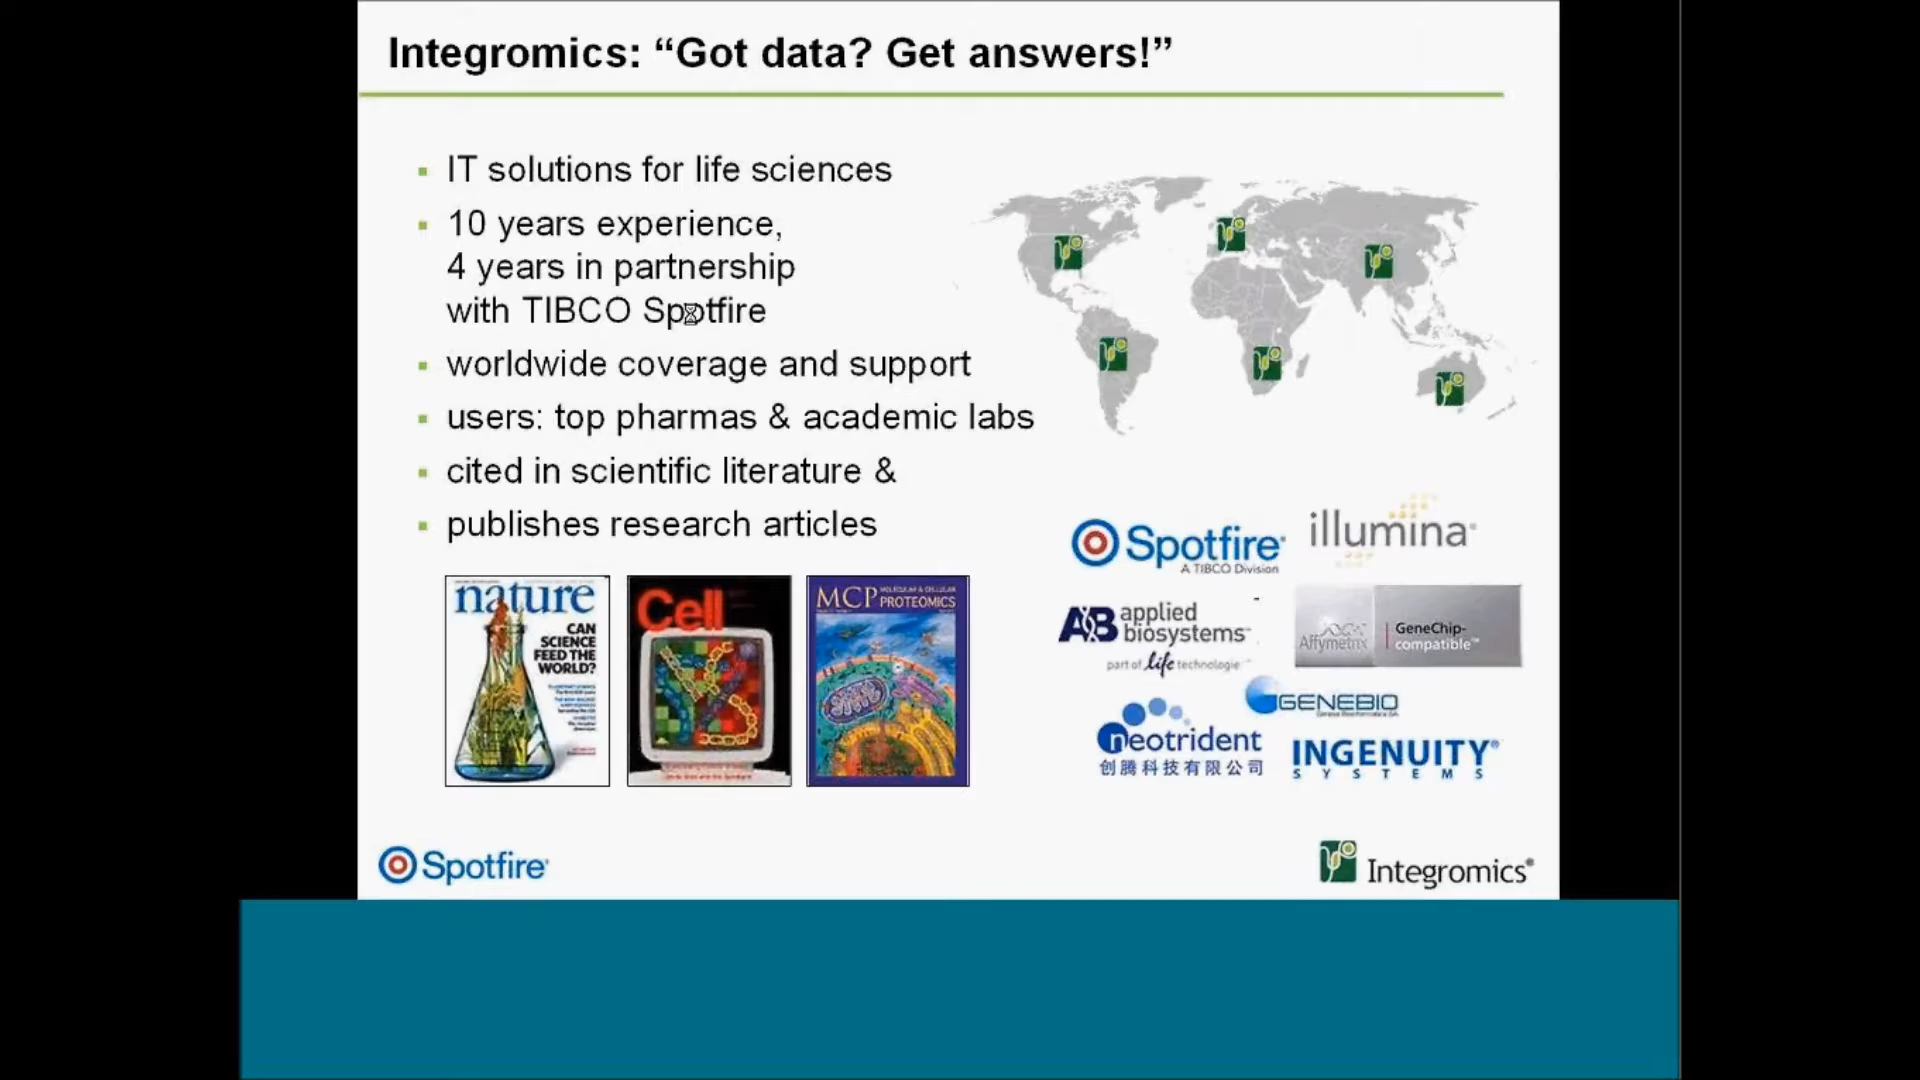 Integromics: “Got data? Get answers!”
IT solutions for life sciences
10 years experience,
4 years in partnership
with TIBCO Spotfire
worldwide coverage and support
users: top pharmas & academic labs
cited in scientific literature &
publishes research articles
nature
CAN
SCIENCE
FEED THE
WORLD?
Cell
MCP MOLECULAR & CELLULAR
PROTEOMICS
Spotfire
A TIBCO Division
illumina
AB applied
biosystems™
part of life technologie
Affymetrix
GeneChip-
compatible™
GENEBIO
neotrident
创腾科技有限公司
INGENUITY®
SYSTEMS
Spotfire
Integromics®